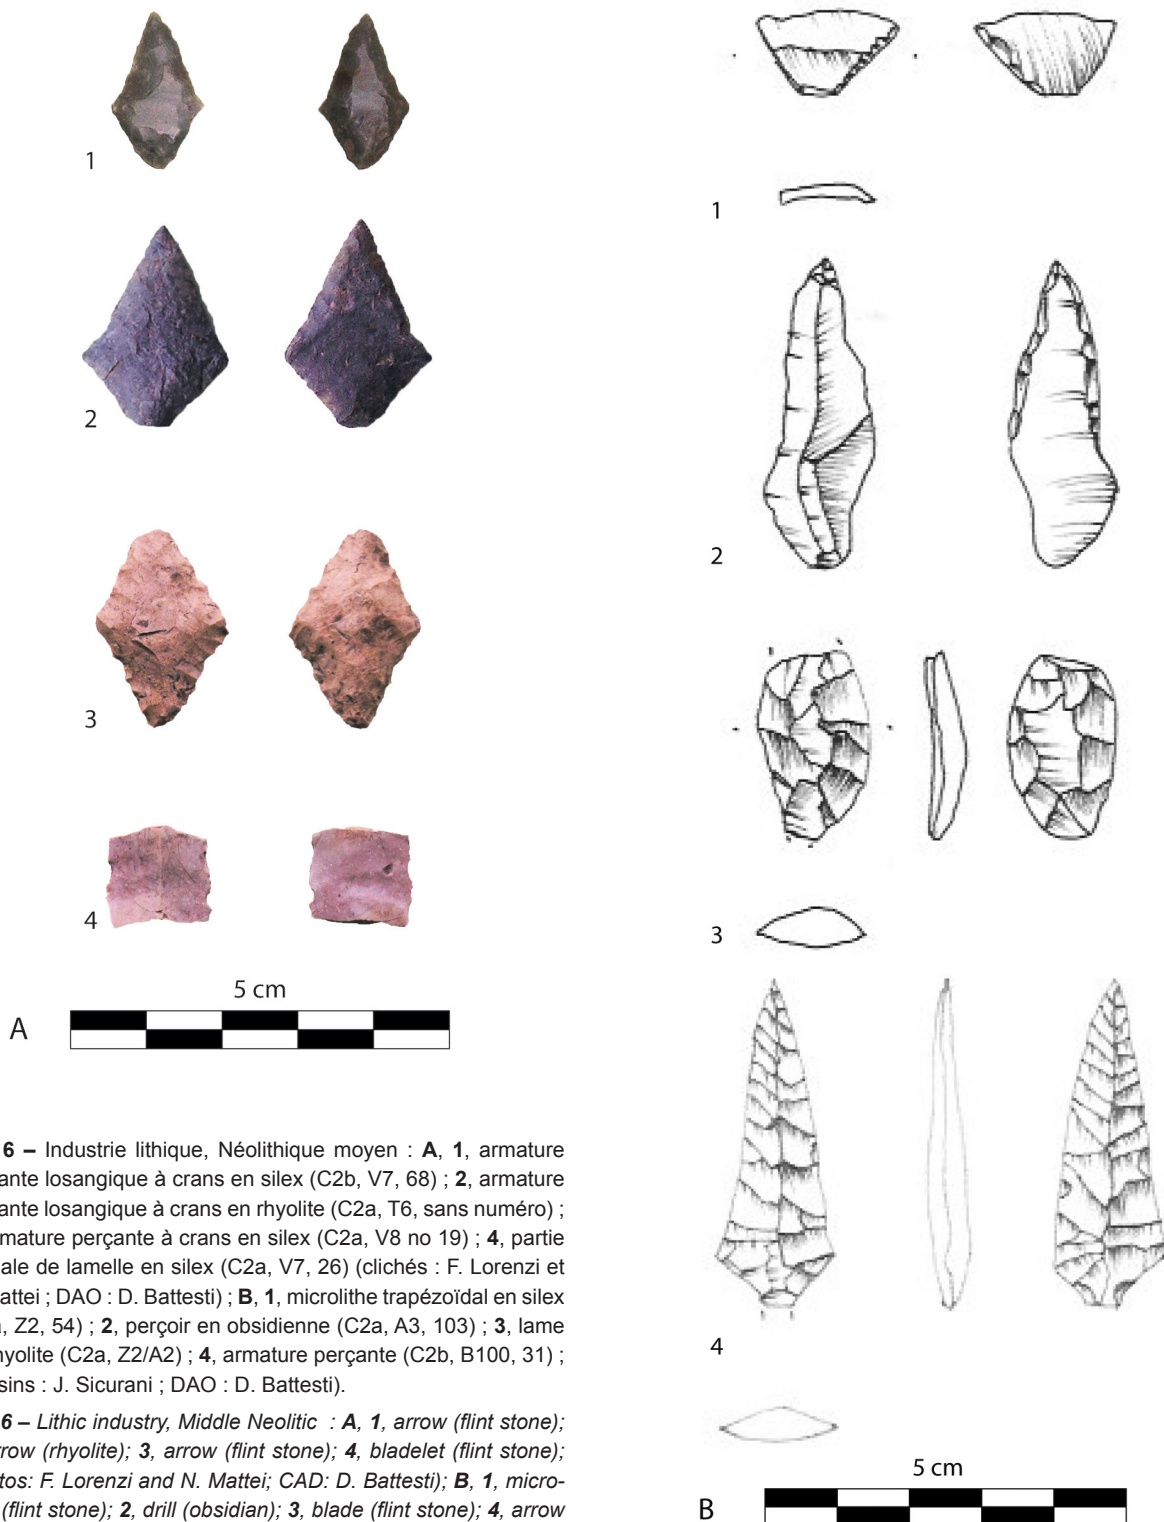 1
2
3
4
5 cm
A
6 – Industrie lithique, Néolithique moyen : A, 1, armature
ante losangique à crans en silex (C2b, V7, 68) ; 2, armature
ante losangique à crans en rhyolite (C2a, T6, sans numéro) ;
mature perçante à crans en silex (C2a, V8 no 19) ; 4, partie
ale de lamelle en silex (C2a, V7, 26) (clichés : F. Lorenzi et
attei ; DAO : D. Battesti) ; B, 1, microlithe trapézoïdal en silex
, Z2, 54) ; 2, perçoir en obsidienne (C2a, A3, 103) ; 3, lame
hyolite (C2a, Z2/A2) ; 4, armature perçante (C2b, B100, 31) ;
sins : J. Sicurani ; DAO : D. Battesti).
6 – Lithic industry, Middle Neolitic : A, 1, arrow (flint stone);
rrow (rhyolite); 3, arrow (flint stone); 4, bladelet (flint stone);
tos: F. Lorenzi and N. Mattei; CAD: D. Battesti); B, 1, micro-
(flint stone); 2, drill (obsidian); 3, blade (flint stone); 4, arrow
1
2
3
4
5 cm
B